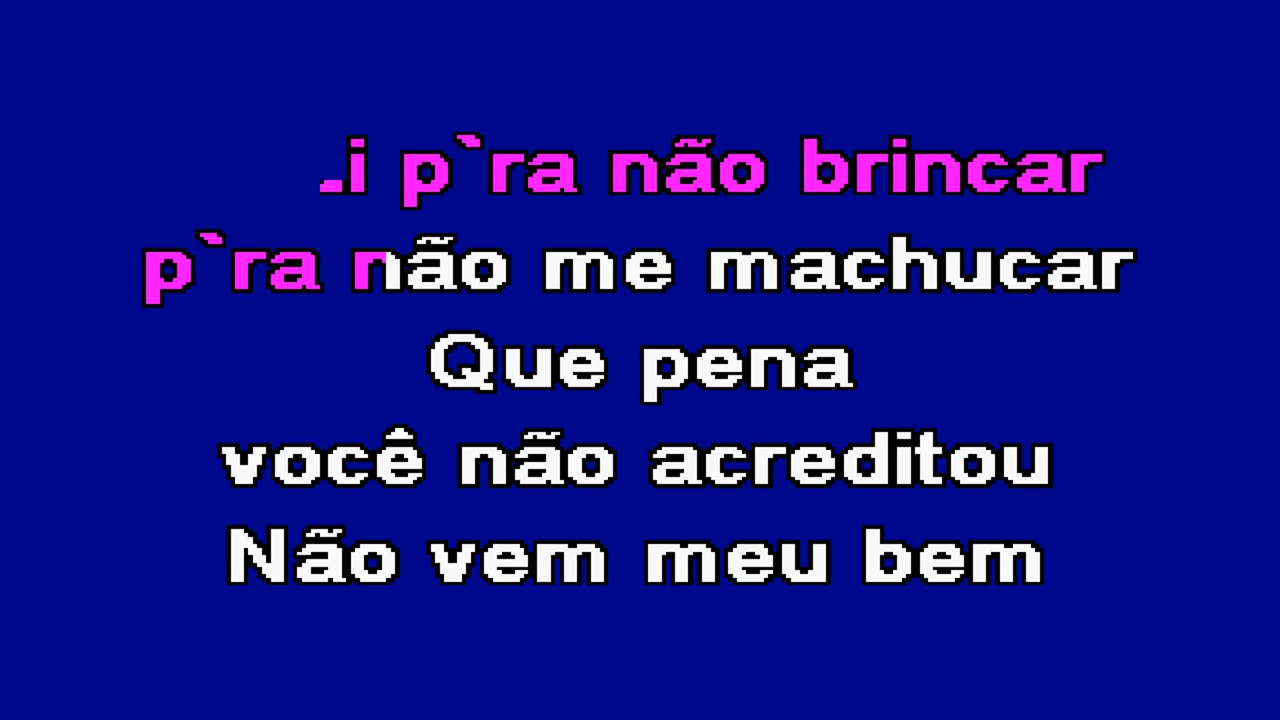 i p`ra não brincar
p`ra não me machucar
Que pena
você não acreditou
Não vem meu bem